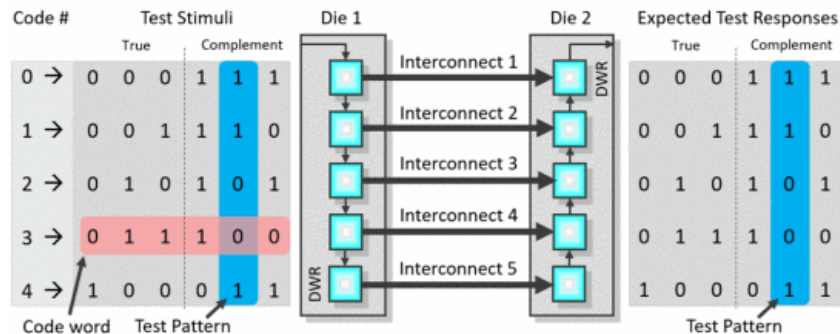 Code # Test Stimuli Die 1 Die 2 Expected Test Responses
True Complement True Complement
0 → 0 0 0 1 1 1 Interconnect 1 DWR 0 0 0 1 1 1
1 → 0 0 1 1 1 0 Interconnect 2 0 0 1 1 1 0
2 → 0 1 0 1 0 1 Interconnect 3 0 1 0 1 0 1
3 → 0 1 1 1 0 0 Interconnect 4 0 1 1 1 0 0
4 → 1 0 0 0 1 1 DWR Interconnect 5 1 0 0 0 1 1
Code word Test Pattern Test Pattern